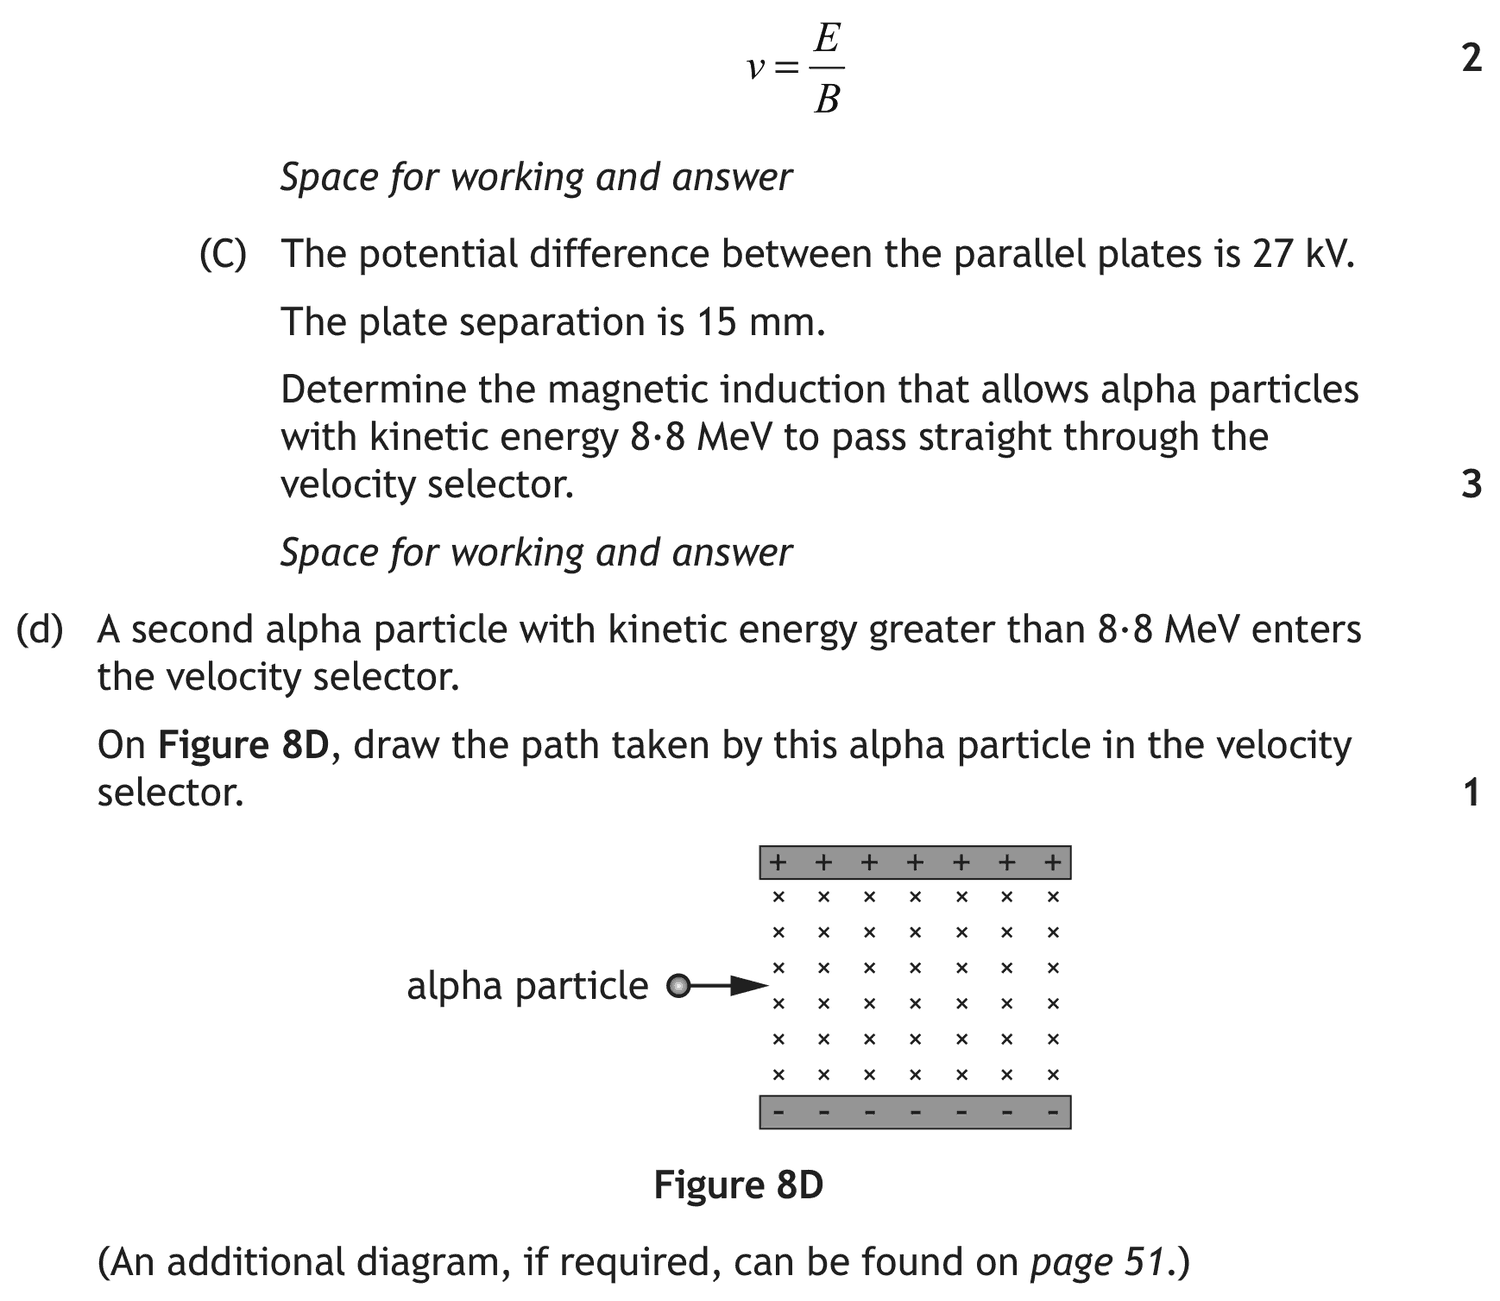 v = E/B 2
Space for working and answer
(C) The potential difference between the parallel plates is 27 kV.
The plate separation is 15 mm.
Determine the magnetic induction that allows alpha particles
with kinetic energy 8·8 MeV to pass straight through the
velocity selector. 3
Space for working and answer
(d) A second alpha particle with kinetic energy greater than 8·8 MeV enters
the velocity selector.
On Figure 8D, draw the path taken by this alpha particle in the velocity
selector. 1
+ + + + + + +
× × × × × × ×
× × × × × × ×
× × × × × × ×
alpha particle
× × × × × × ×
× × × × × × ×
× × × × × × ×
- - - - - - -
Figure 8D
(An additional diagram, if required, can be found on page 51.)